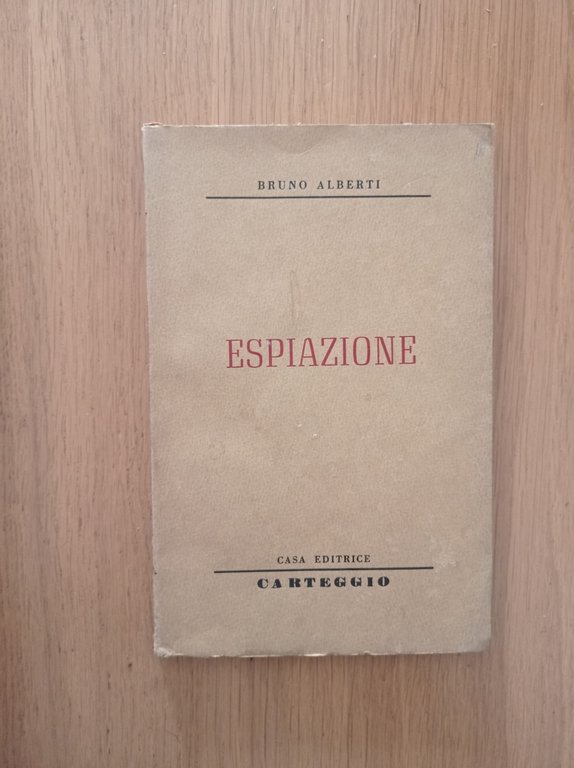 BRUNO ALBERTI
ESPIAZIONE
CASA EDITRICE
CARTEGGIO